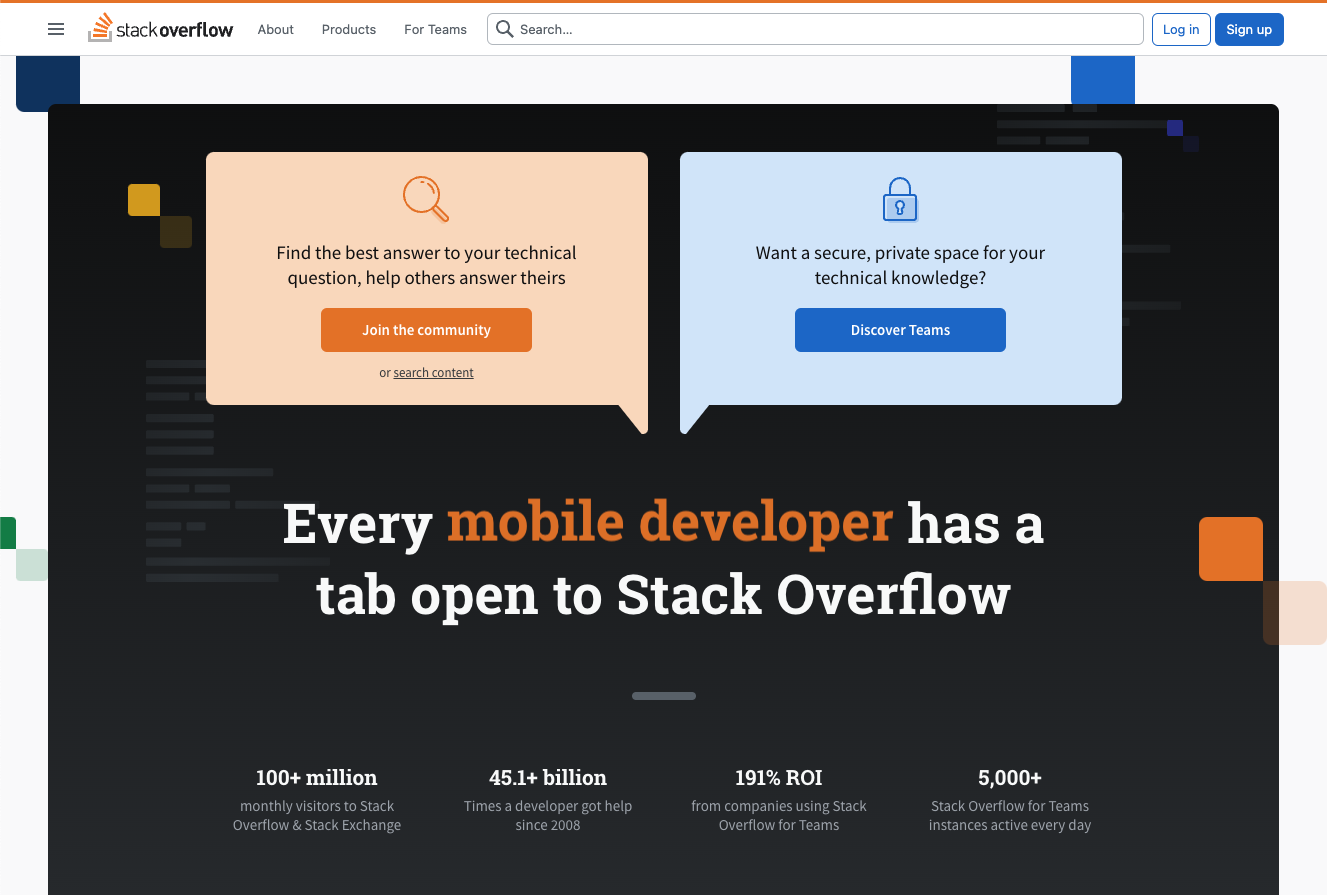 stackoverflow
About
Products
For Teams
Search...
Log in
Sign up
Find the best answer to your technical
question, help others answer theirs
Join the community
or search content
Want a secure, private space for your
technical knowledge?
Discover Teams
Every mobile developer has a
tab open to Stack Overflow
100+ million
monthly visitors to Stack
Overflow & Stack Exchange
45.1+ billion
Times a developer got help
since 2008
191% ROI
from companies using Stack
Overflow for Teams
5,000+
Stack Overflow for Teams
instances active every day